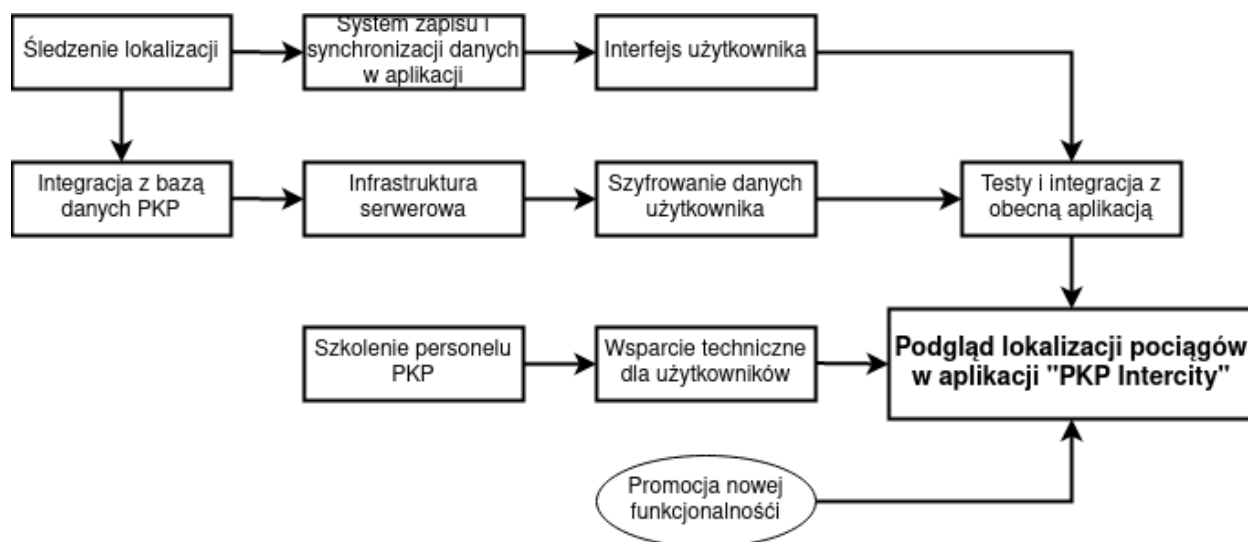 Śledzenie lokalizacji
System zapisu i
synchronizacji danych
w aplikacji
Interfejs użytkownika
Integracja z bazą
danych PKP
Infrastruktura
serwerowa
Szyfrowanie danych
użytkownika
Testy i integracja z
obecną aplikacją
Szkolenie personelu
PKP
Wsparcie techniczne
dla użytkowników
Podgląd lokalizacji pociągów
w aplikacji "PKP Intercity"
Promocja nowej
funkcjonalnośći